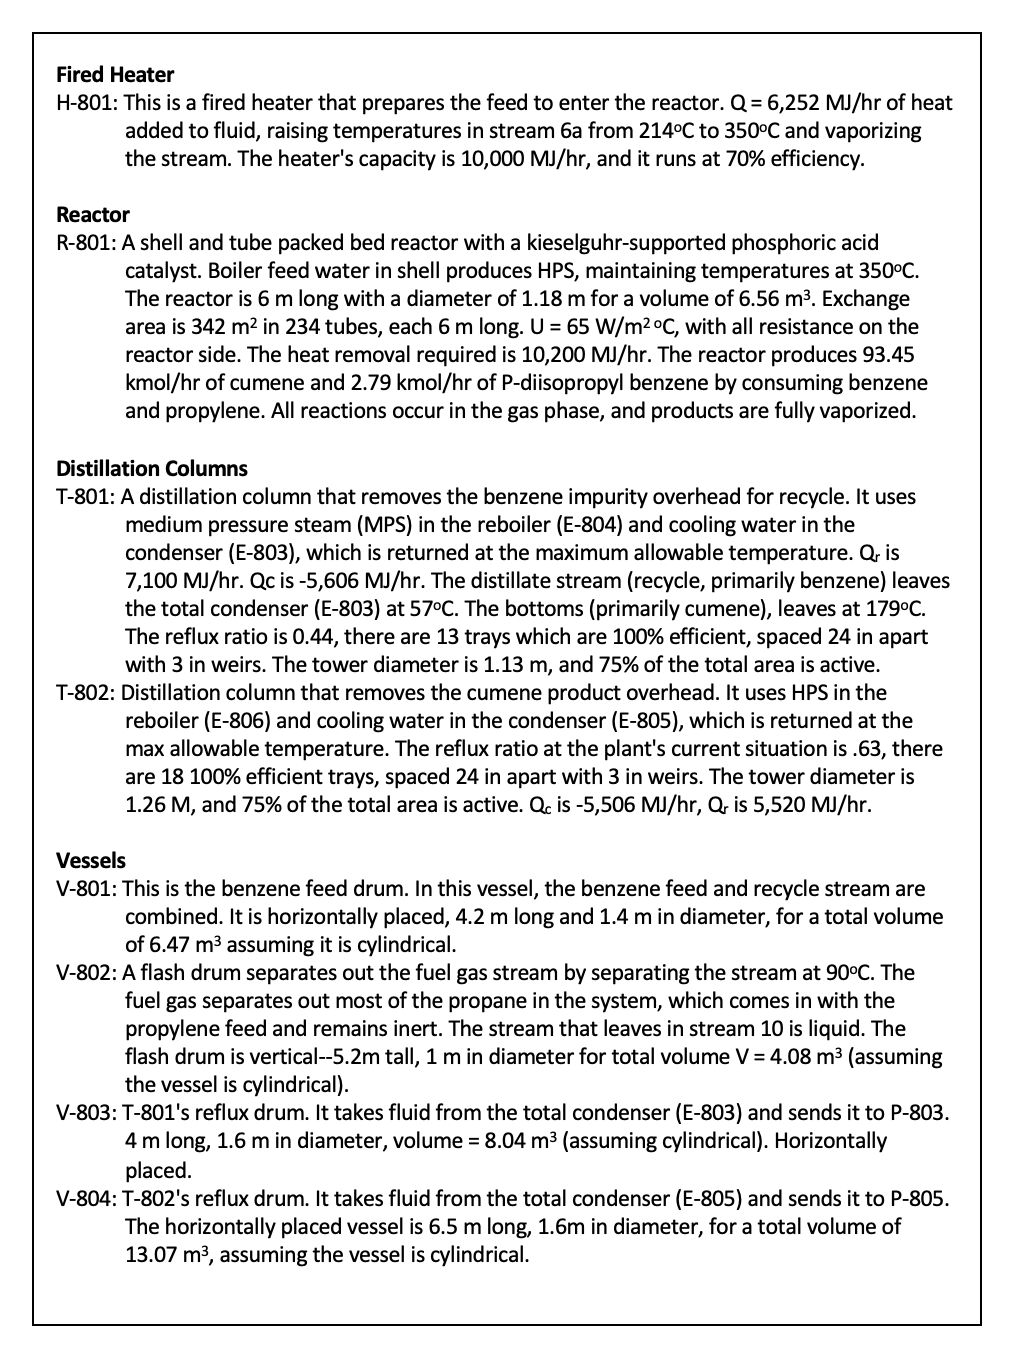 Fired Heater
H-801: This is a fired heater that prepares the feed to enter the reactor. Q = 6,252 MJ/hr of heat
added to fluid, raising temperatures in stream 6a from 214ºC to 350ºC and vaporizing
the stream. The heater's capacity is 10,000 MJ/hr, and it runs at 70% efficiency.
Reactor
R-801: A shell and tube packed bed reactor with a kieselguhr-supported phosphoric acid
catalyst. Boiler feed water in shell produces HPS, maintaining temperatures at 350ºC.
The reactor is 6 m long with a diameter of 1.18 m for a volume of 6.56 m³. Exchange
area is 342 m² in 234 tubes, each 6 m long. U = 65 W/m² ºC, with all resistance on the
reactor side. The heat removal required is 10,200 MJ/hr. The reactor produces 93.45
kmol/hr of cumene and 2.79 kmol/hr of P-diisopropyl benzene by consuming benzene
and propylene. All reactions occur in the gas phase, and products are fully vaporized.
Distillation Columns
T-801: A distillation column that removes the benzene impurity overhead for recycle. It uses
medium pressure steam (MPS) in the reboiler (E-804) and cooling water in the
condenser (E-803), which is returned at the maximum allowable temperature. Qr is
7,100 MJ/hr. Qc is -5,606 MJ/hr. The distillate stream (recycle, primarily benzene) leaves
the total condenser (E-803) at 57ºC. The bottoms (primarily cumene), leaves at 179ºC.
The reflux ratio is 0.44, there are 13 trays which are 100% efficient, spaced 24 in apart
with 3 in weirs. The tower diameter is 1.13 m, and 75% of the total area is active.
T-802: Distillation column that removes the cumene product overhead. It uses HPS in the
reboiler (E-806) and cooling water in the condenser (E-805), which is returned at the
max allowable temperature. The reflux ratio at the plant's current situation is .63, there
are 18 100% efficient trays, spaced 24 in apart with 3 in weirs. The tower diameter is
1.26 M, and 75% of the total area is active. Qc is -5,506 MJ/hr, Qr is 5,520 MJ/hr.
Vessels
V-801: This is the benzene feed drum. In this vessel, the benzene feed and recycle stream are
combined. It is horizontally placed, 4.2 m long and 1.4 m in diameter, for a total volume
of 6.47 m³ assuming it is cylindrical.
V-802: A flash drum separates out the fuel gas stream by separating the stream at 90ºC. The
fuel gas separates out most of the propane in the system, which comes in with the
propylene feed and remains inert. The stream that leaves in stream 10 is liquid. The
flash drum is vertical--5.2m tall, 1 m in diameter for total volume V = 4.08 m³ (assuming
the vessel is cylindrical).
V-803: T-801's reflux drum. It takes fluid from the total condenser (E-803) and sends it to P-803.
4 m long, 1.6 m in diameter, volume = 8.04 m³ (assuming cylindrical). Horizontally
placed.
V-804: T-802's reflux drum. It takes fluid from the total condenser (E-805) and sends it to P-805.
The horizontally placed vessel is 6.5 m long, 1.6m in diameter, for a total volume of
13.07 m³, assuming the vessel is cylindrical.